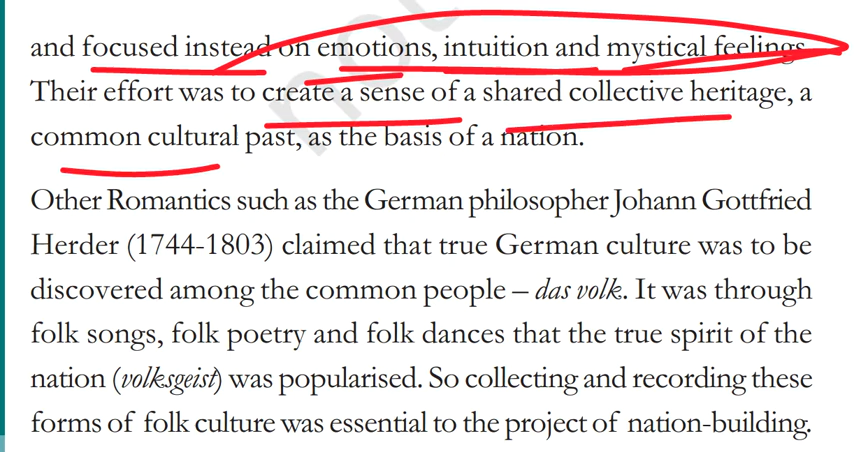 and focused instead on emotions, intuition and mystical feelings.
Their effort was to create a sense of a shared collective heritage, a
common cultural past, as the basis of a nation.
Other Romantics such as the German philosopher Johann Gottfried
Herder (1744-1803) claimed that true German culture was to be
discovered among the common people – das volk. It was through
folk songs, folk poetry and folk dances that the true spirit of the
nation (volksgeist) was popularised. So collecting and recording these
forms of folk culture was essential to the project of nation-building.